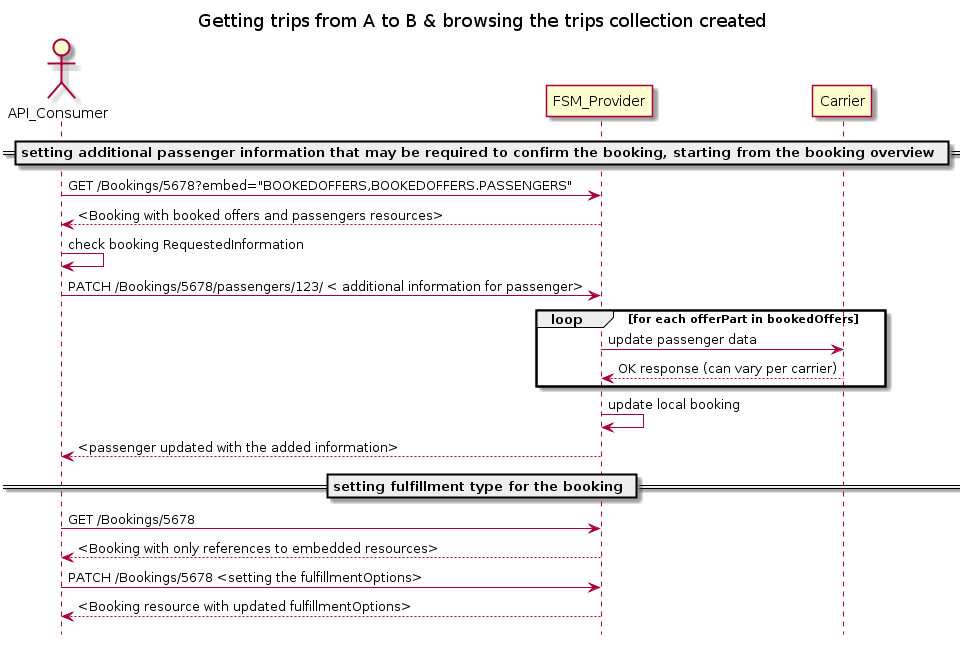 Getting trips from A to B & browsing the trips collection created
API_Consumer
FSM_Provider
Carrier
setting additional passenger information that may be required to confirm the booking, starting from the booking overview
GET /Bookings/5678?embed="BOOKEDOFFERS,BOOKEDOFFERS.PASSENGERS"
<Booking with booked offers and passengers resources>
check booking RequestedInformation
PATCH /Bookings/5678/passengers/123/ < additional information for passenger>
loop [for each offerPart in bookedOffers]
update passenger data
OK response (can vary per carrier)
update local booking
<passenger updated with the added information>
setting fulfillment type for the booking
GET /Bookings/5678
<Booking with only references to embedded resources>
PATCH /Bookings/5678 <setting the fulfillmentOptions>
<Booking resource with updated fulfillmentOptions>